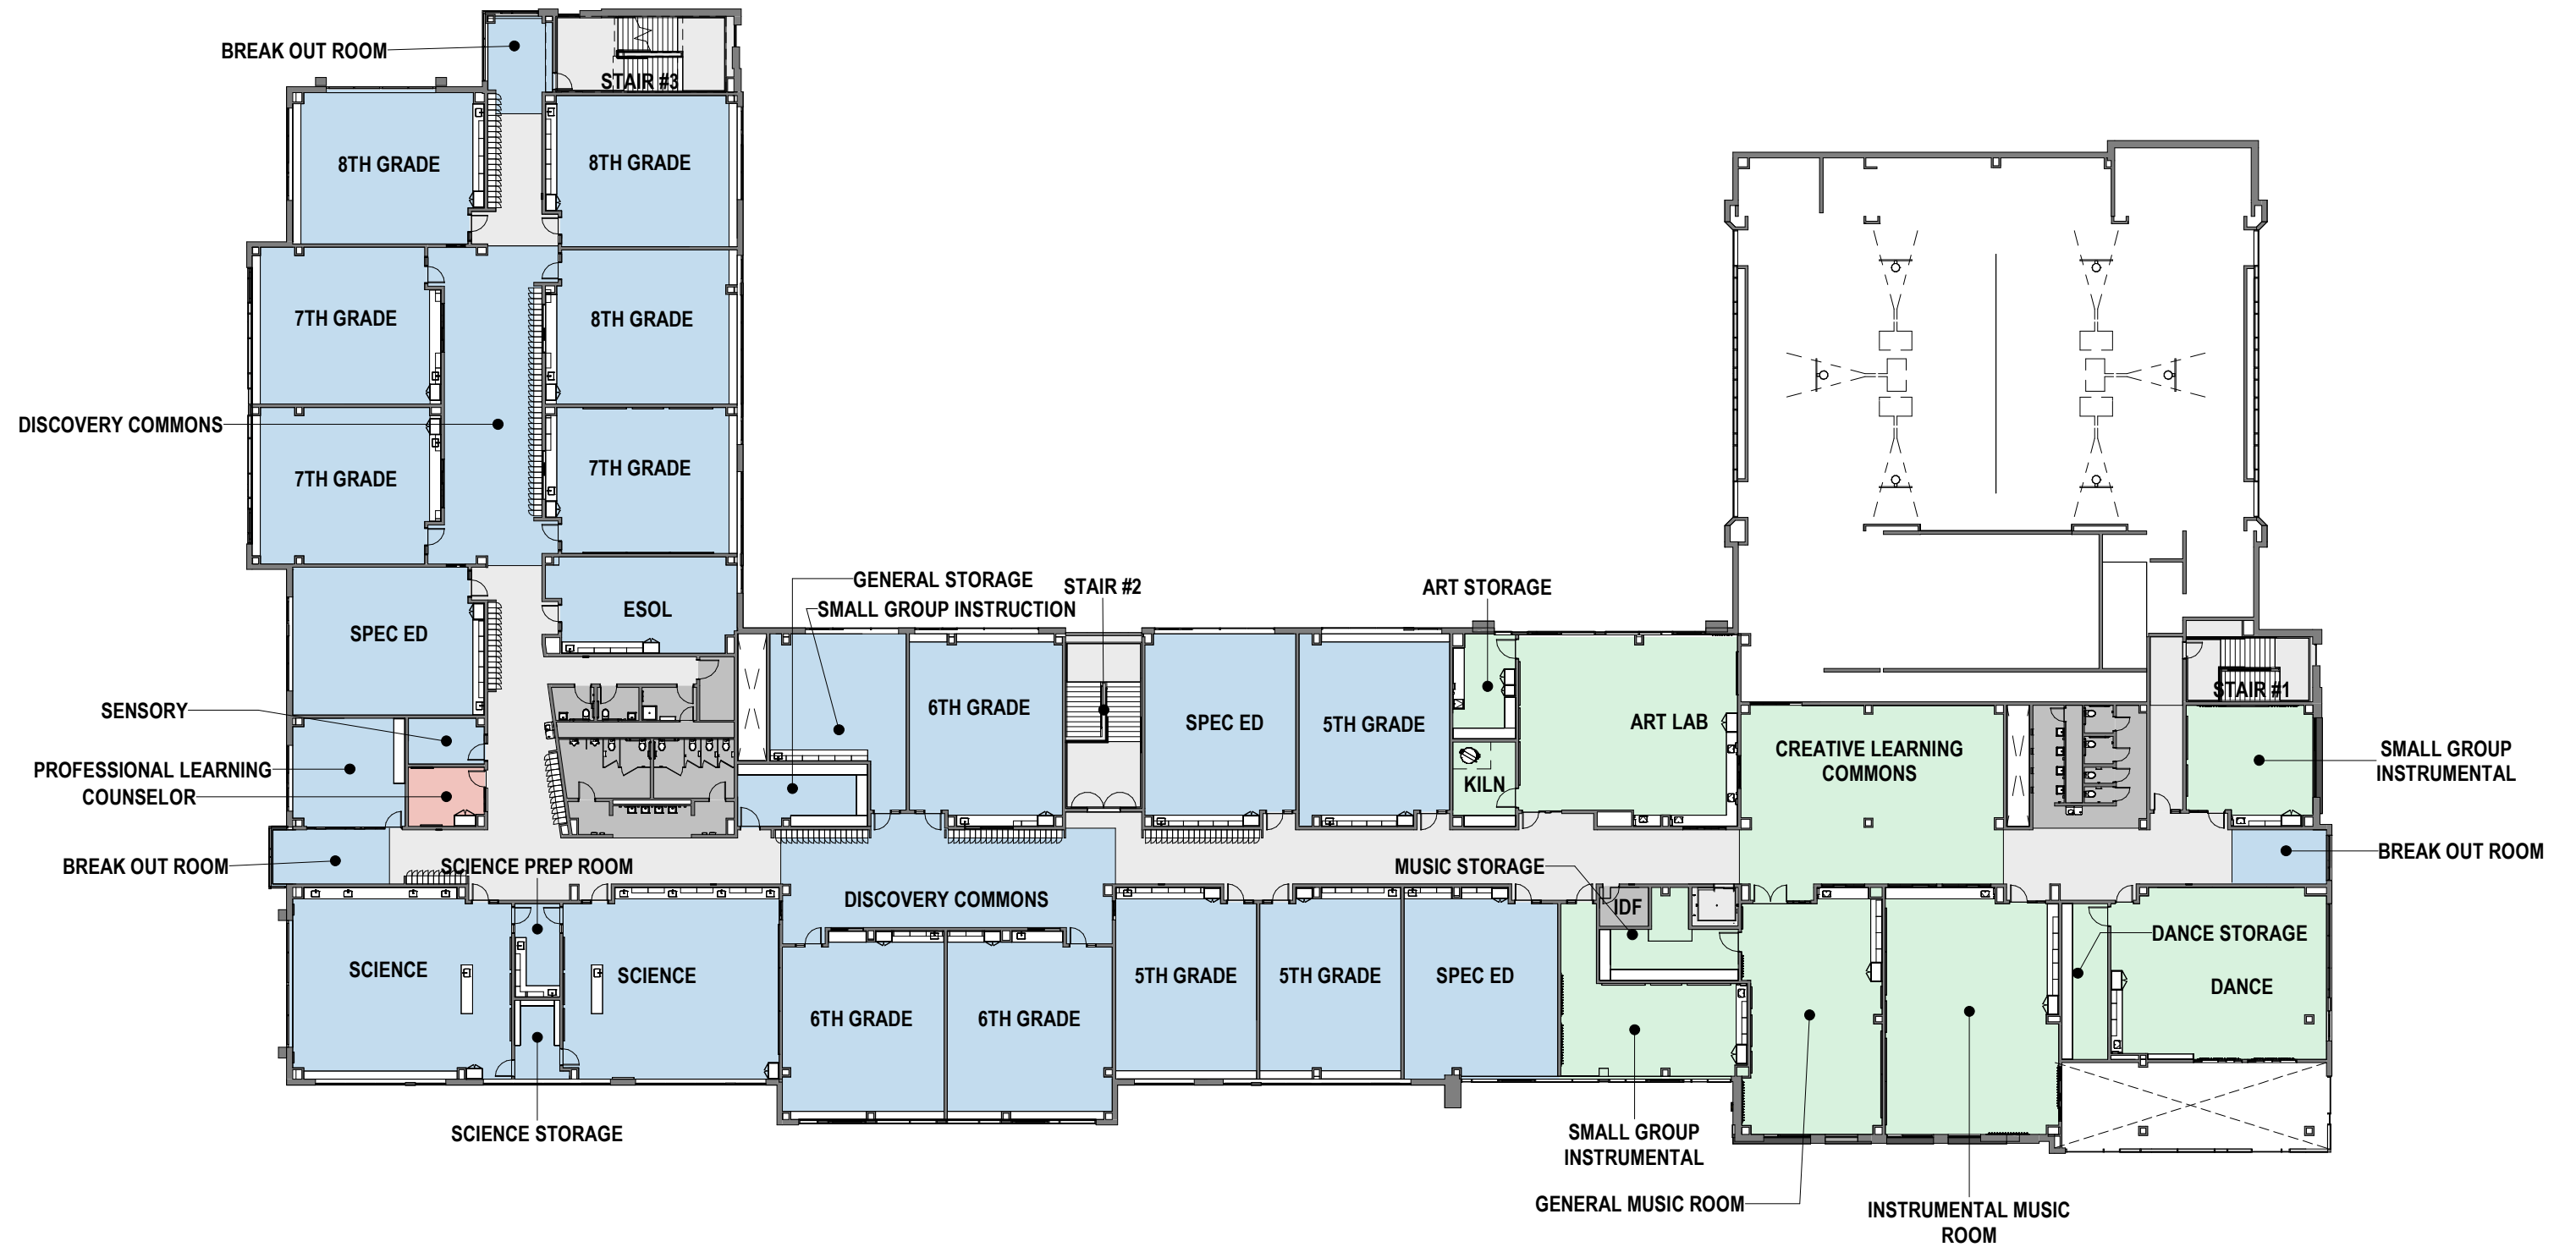 BREAK OUT ROOM
STAIR #3
8TH GRADE
8TH GRADE
7TH GRADE
8TH GRADE
DISCOVERY COMMONS
7TH GRADE
7TH GRADE
GENERAL STORAGE
STAIR #2
ART STORAGE
ESOL
SMALL GROUP INSTRUCTION
SPEC ED
STAIR #1
SENSORY
6TH GRADE
SPEC ED
5TH GRADE
ART LAB
CREATIVE LEARNING
COMMONS
SMALL GROUP
INSTRUMENTAL
PROFESSIONAL LEARNING
KILN
COUNSELOR
BREAK OUT ROOM
SCIENCE PREP ROOM
MUSIC STORAGE
BREAK OUT ROOM
DISCOVERY COMMONS
IDF
DANCE STORAGE
SCIENCE
SCIENCE
5TH GRADE
5TH GRADE
SPEC ED
DANCE
6TH GRADE
6TH GRADE
SCIENCE STORAGE
SMALL GROUP
INSTRUMENTAL
GENERAL MUSIC ROOM
INSTRUMENTAL MUSIC
ROOM